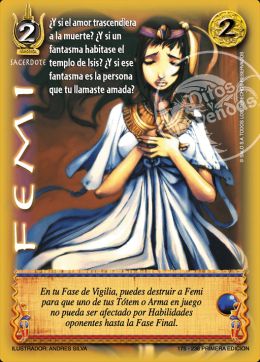 2
SACERDOTE
¿Y si el amor trascendiera
a la muerte? ¿Y si un
fantasma habitase el
templo de Isis? ¿Y si ese
fantasma es la persona
que tu llamaste amada?
2
FEMI
En tu Fase de Vigilia, puedes destruir a Femi
para que uno de tus Tótem o Arma en juego
no pueda ser afectado por Habilidades
oponentes hasta la Fase Final.
ILUSTRADOR: ANDRES SILVA
PRIMERA EDICION